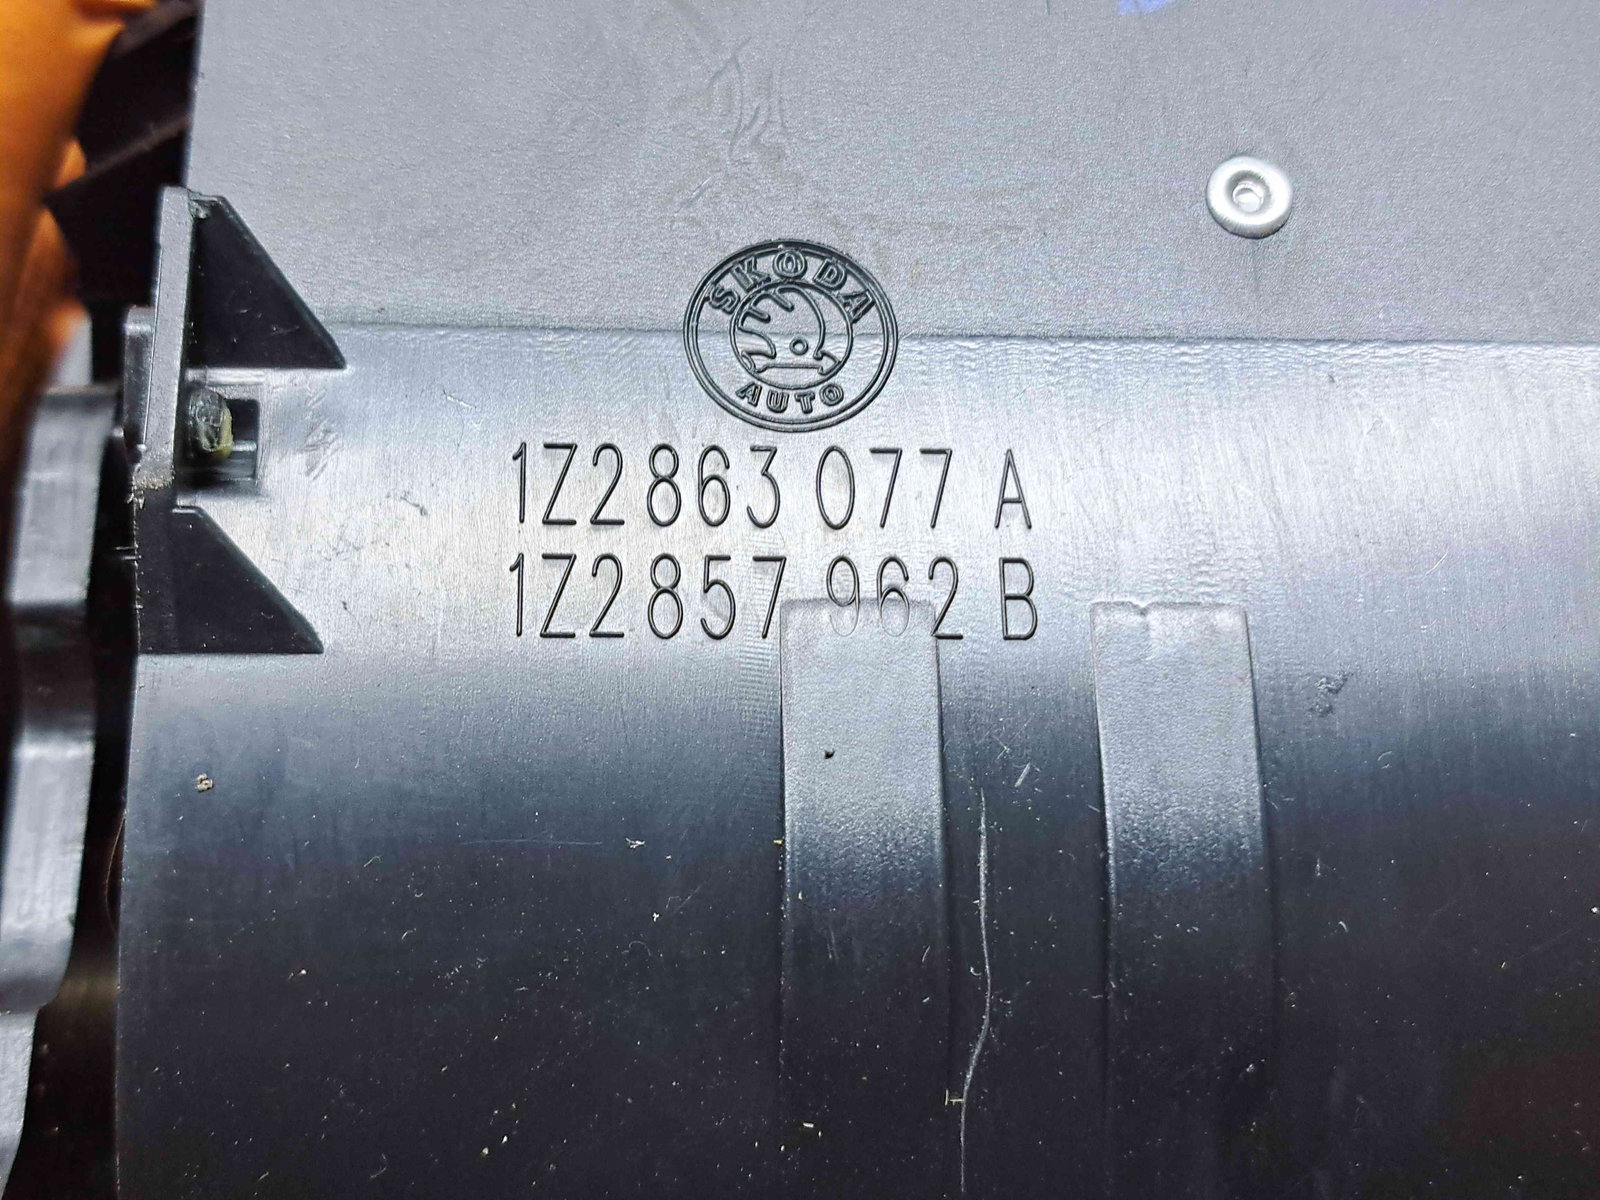 ŠKODA
AUTO
1Z2 863 077 A
1Z2 857 962 B